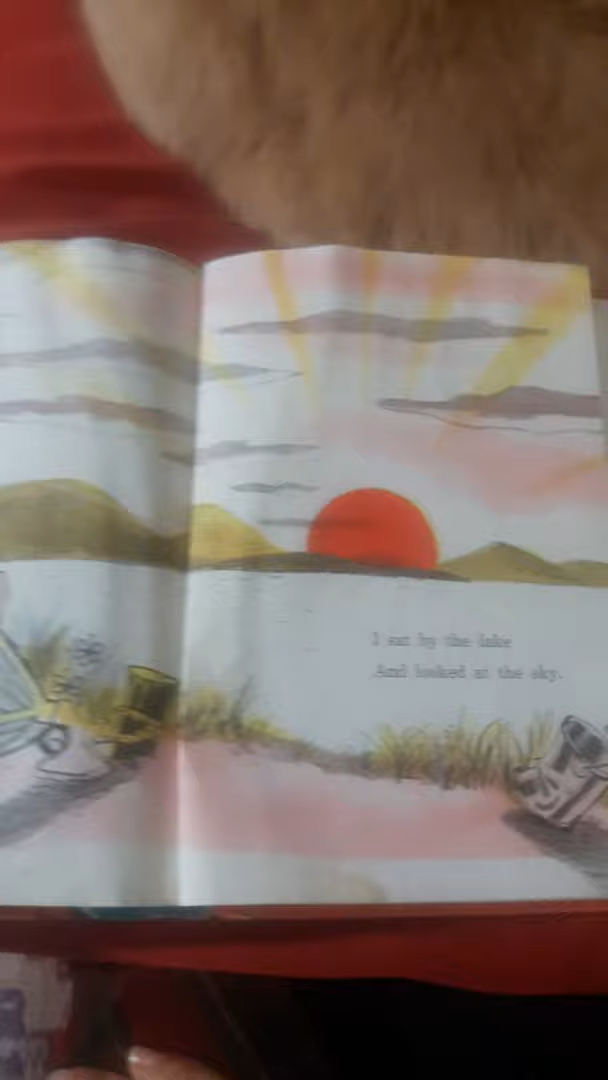 I sat by the lake
And looked at the sky.